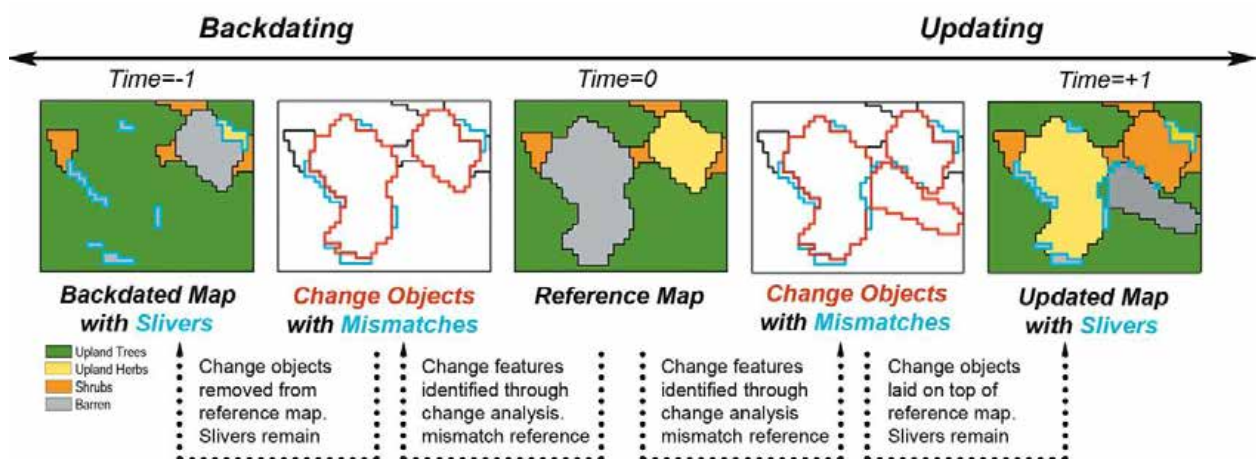 Backdating
Updating
Time=-1
Time=0
Time=+1
Backdated Map
with Slivers
Change Objects
with Mismatches
Reference Map
Change Objects
with Mismatches
Updated Map
with Slivers
Upland Trees
Upland Herbs
Shrubs
Barren
Change objects
removed from
reference map.
Slivers remain
Change features
identified through
change analysis.
mismatch reference
Change features
identified through
change analysis
mismatch reference
Change objects
laid on top of
reference map.
Slivers remain